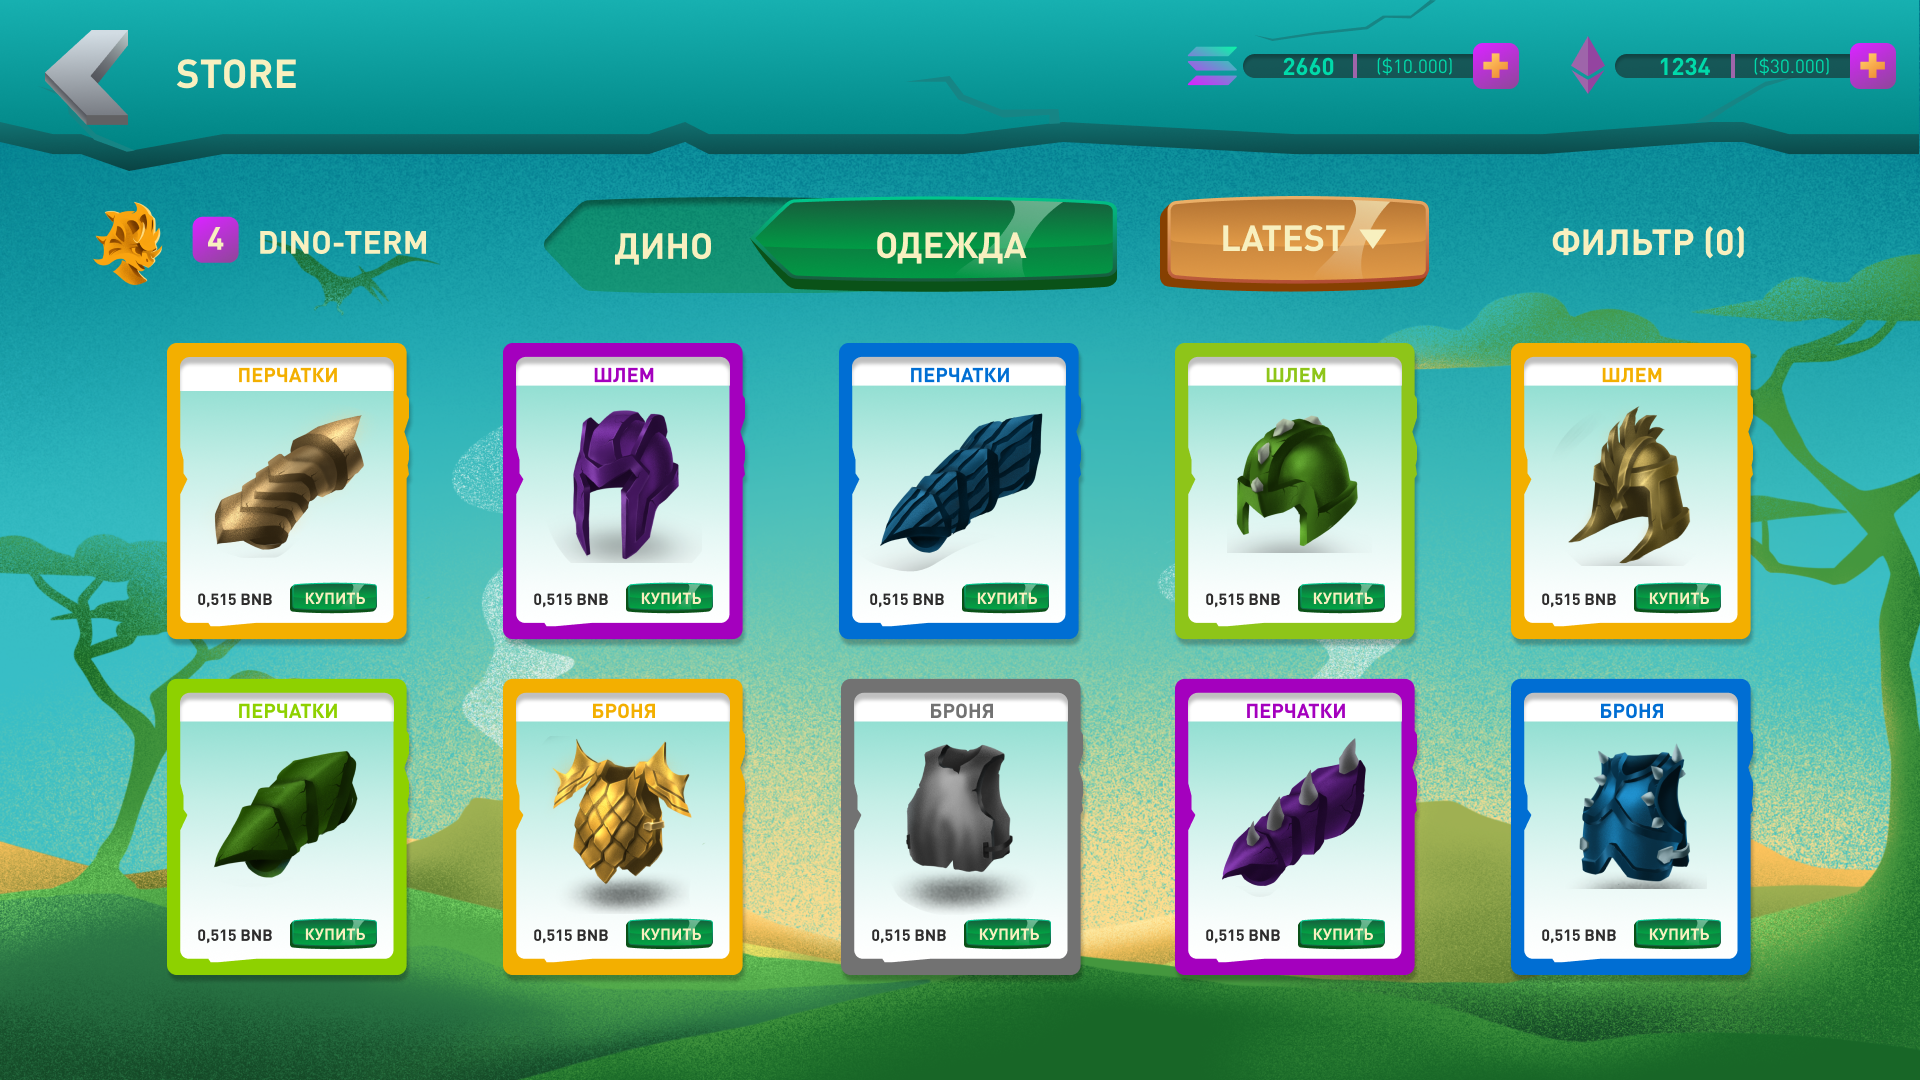 STORE
2660 ($10.000)
1234 ($30.000)
4 DINO-TERM
ДИНО
ОДЕЖДА
LATEST
ФИЛЬТР (0)
ПЕРЧАТКИ
ШЛЕМ
ПЕРЧАТКИ
ШЛЕМ
ШЛЕМ
0,515 BNB КУПИТЬ
0,515 BNB КУПИТЬ
0,515 BNB КУПИТЬ
0,515 BNB КУПИТЬ
0,515 BNB КУПИТЬ
ПЕРЧАТКИ
БРОНЯ
БРОНЯ
ПЕРЧАТКИ
БРОНЯ
0,515 BNB КУПИТЬ
0,515 BNB КУПИТЬ
0,515 BNB КУПИТЬ
0,515 BNB КУПИТЬ
0,515 BNB КУПИТЬ